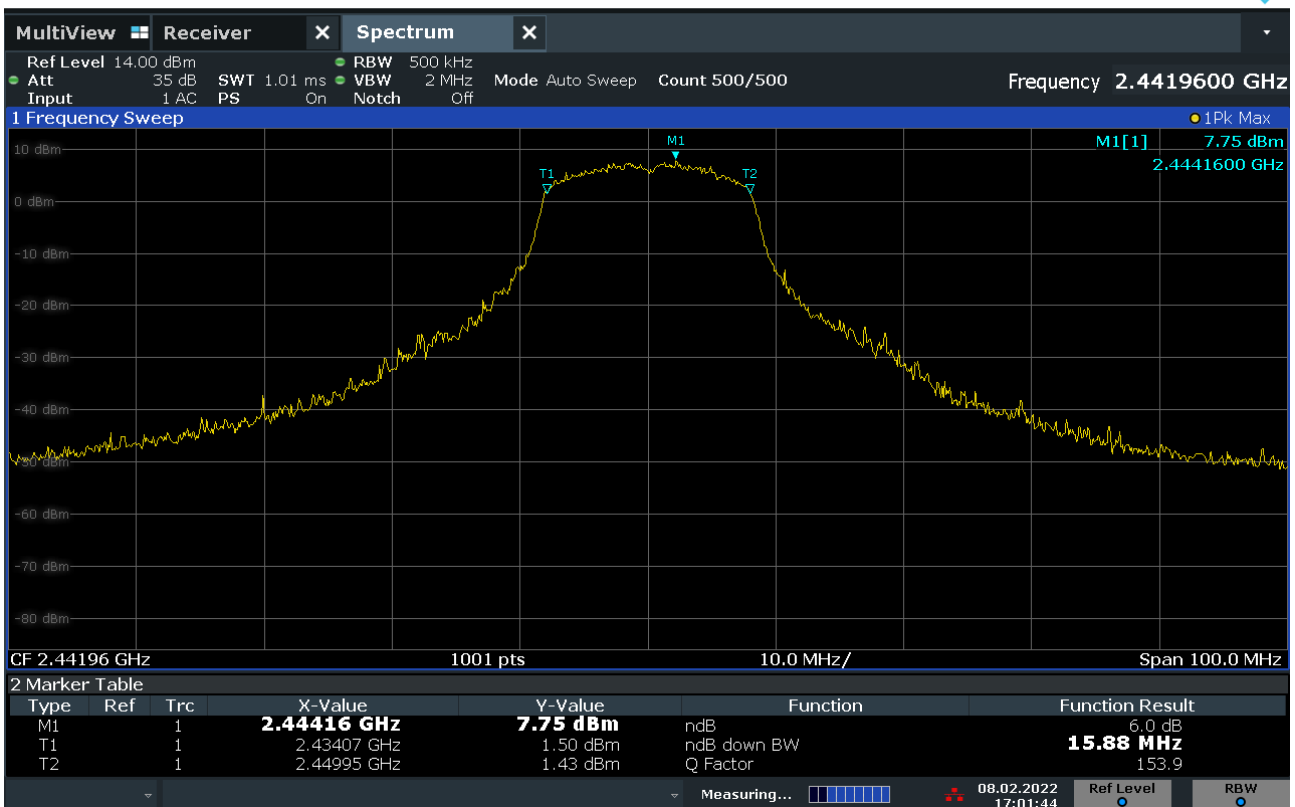 MultiView Receiver X Spectrum X
Ref Level 14.00 dBm RBW 500 kHz
Att 35 dB SWT 1.01 ms VBW 2 MHz Mode Auto Sweep Count 500/500 Frequency 2.4419600 GHz
Input 1 AC PS On Notch Off
1 Frequency Sweep 1Pk Max
M1[1] 7.75 dBm
2.4441600 GHz
M1
10 dBm
T1 T2
0 dBm
-10 dBm
-20 dBm
-30 dBm
-40 dBm
-50 dBm
-60 dBm
-70 dBm
-80 dBm
CF 2.44196 GHz 1001 pts 10.0 MHz/ Span 100.0 MHz
2 Marker Table
Type Ref Trc X-Value Y-Value Function Function Result
M1 1 2.44416 GHz 7.75 dBm ndB 6.0 dB
T1 1 2.43407 GHz 1.50 dBm ndB down BW 15.88 MHz
T2 1 2.44995 GHz 1.43 dBm Q Factor 153.9
Measuring... 08.02.2022 Ref Level RBW
17:01:44